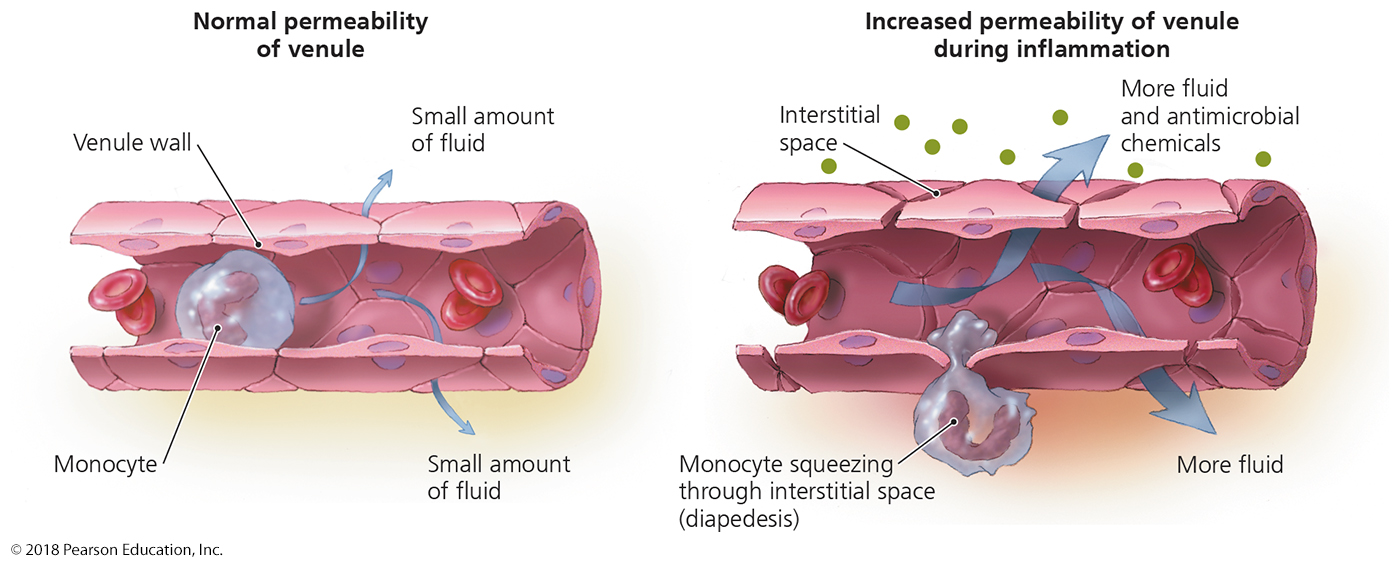 Normal permeability
of venule
Small amount
of fluid
Venule wall
Monocyte
Small amount
of fluid
Increased permeability of venule
during inflammation
Interstitial
space
More fluid
and antimicrobial
chemicals
Monocyte squeezing
through interstitial space
(diapedesis)
More fluid
© 2018 Pearson Education, Inc.